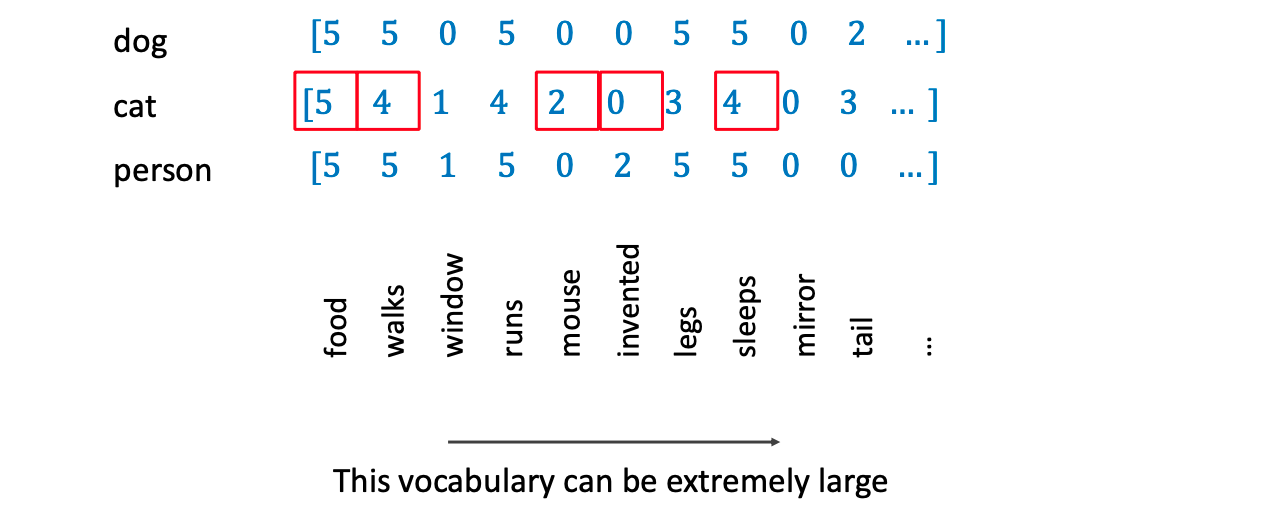 dog [5 5 0 5 0 0 5 5 0 2 ...]
cat [5 4 1 4 2 0 3 4 0 3 ... ]
person [5 5 1 5 0 2 5 5 0 0 ...]
food walks window runs mouse invented legs sleeps mirror tail ...
This vocabulary can be extremely large